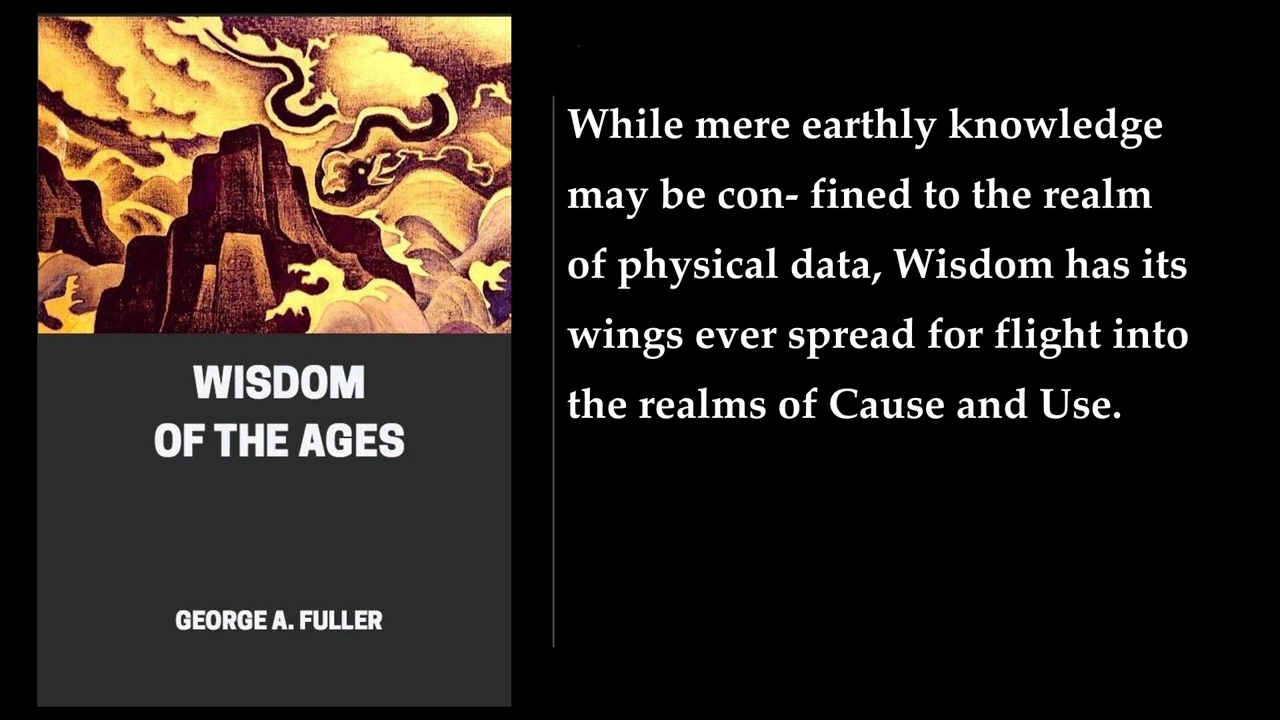 WISDOM
OF THE AGES
GEORGE A. FULLER
While mere earthly knowledge
may be con- fined to the realm
of physical data, Wisdom has its
wings ever spread for flight into
the realms of Cause and Use.